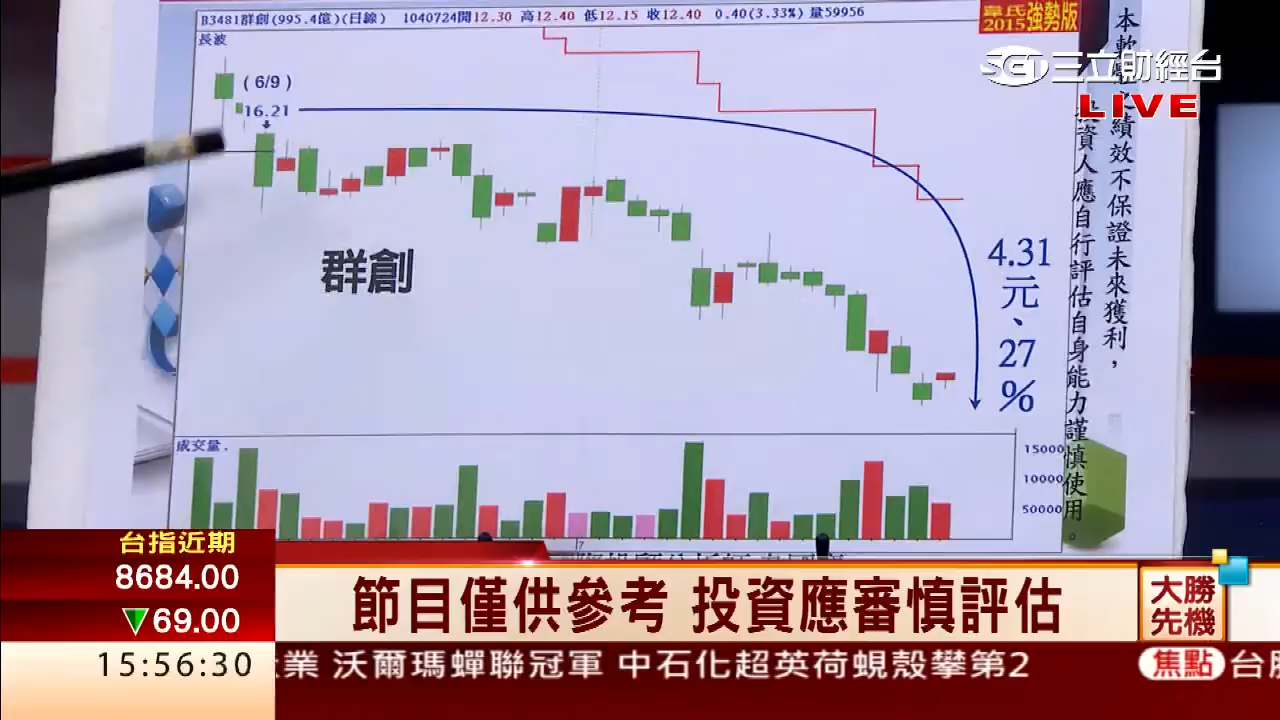 B3481群創(995.4億)(日線) 1040724開12.30 高12.40 低12.15 收12.40 0.40(3.33%) 量59956
韋氏
2015強勢版
長波
(6/9)
16.21
群創
4.31
元、
27
%
成交量.
15000
10000
50000
7
績效不保證未來獲利，
投資人應自行評估自身能力謹慎使用。
三立財經台
LIVE
台指近期
8684.00
▼69.00
15:56:30
節目僅供參考 投資應審慎評估
大勝
先機
業 沃爾瑪蟬聯冠軍 中石化超英荷蜆殼攀第2
焦點
台